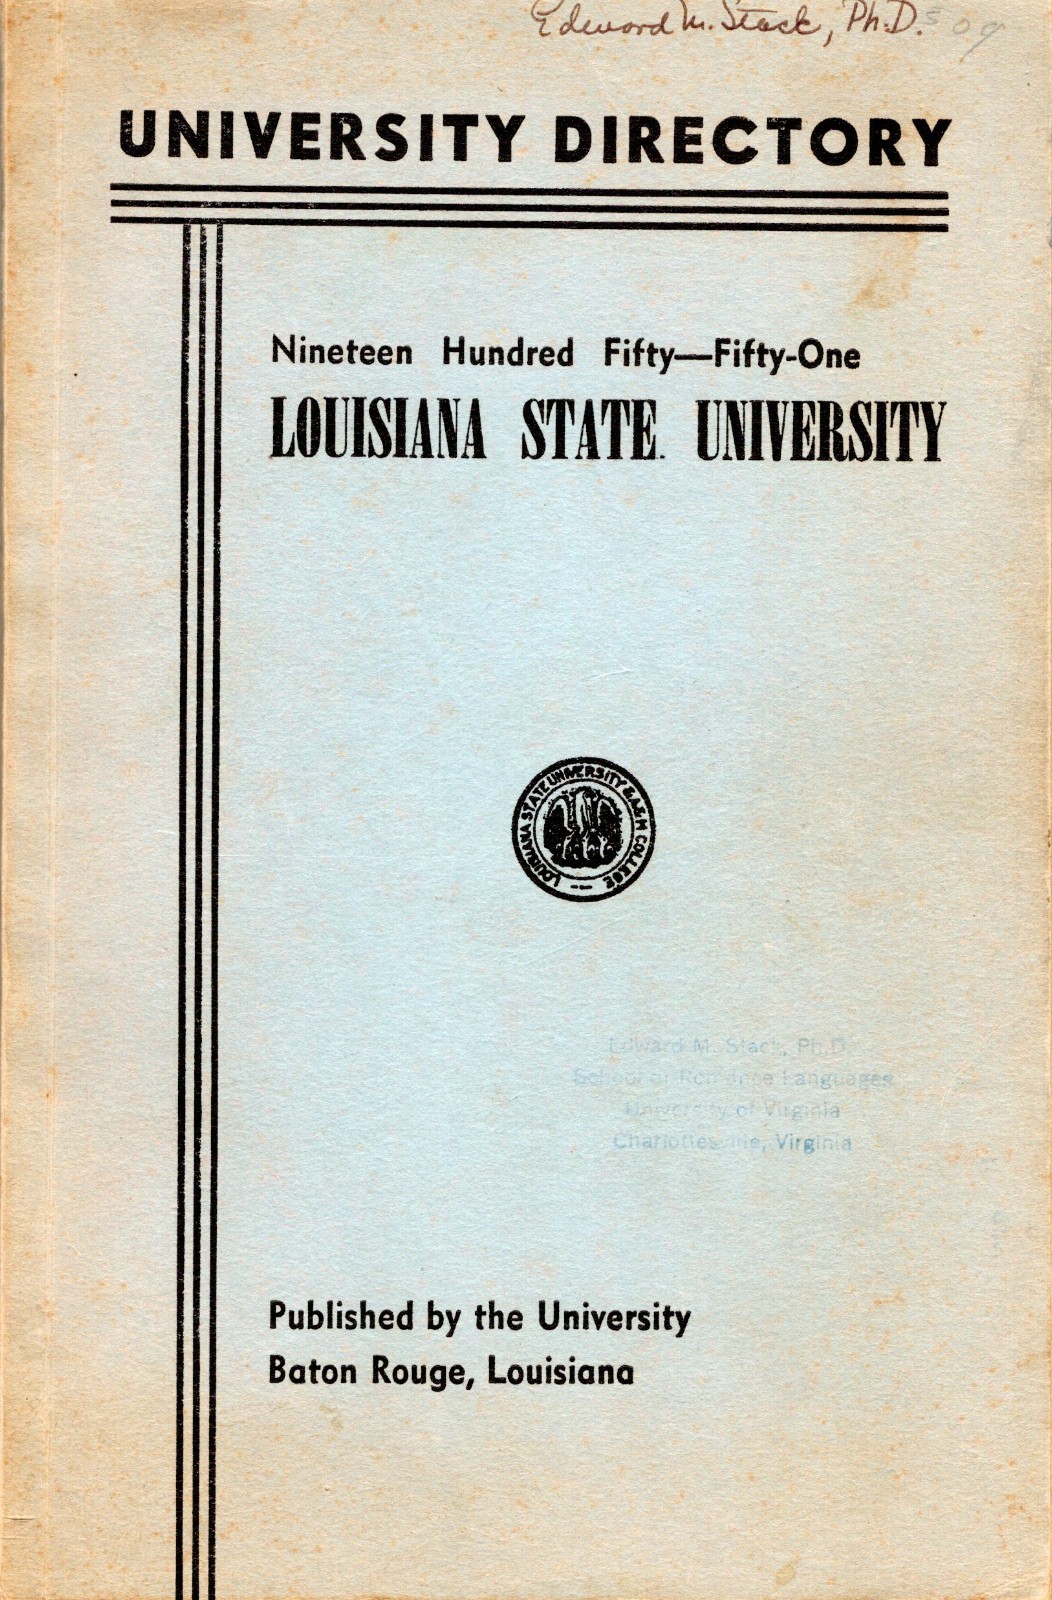 Edward M. Stack, Ph.D.
UNIVERSITY DIRECTORY
Nineteen Hundred Fifty—Fifty-One
LOUISIANA STATE UNIVERSITY
LOUISIANA STATE UNIVERSITY & A & M COLLEGE
Edward M. Stack, Ph.D
School of Romance Languages
University of Virginia
Charlottesville, Virginia
Published by the University
Baton Rouge, Louisiana